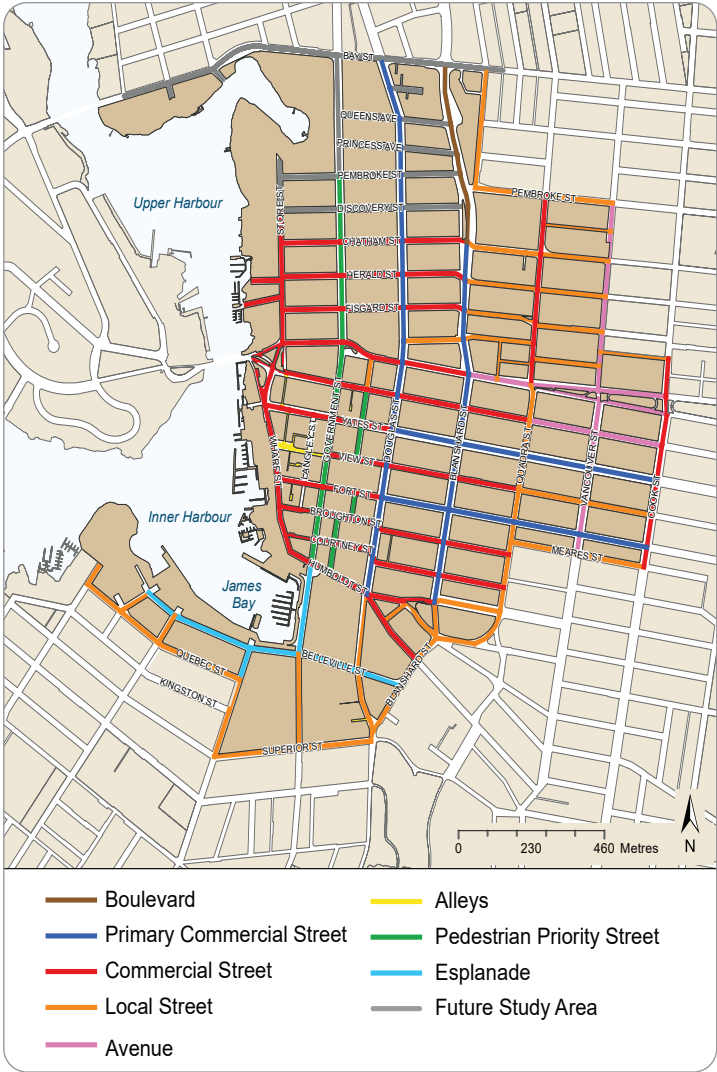 BAY ST
QUEENS AVE
PRINCESS AVE
PEMBROKE ST
PEMBROKE ST
Upper Harbour
STORE ST
DISCOVERY ST
CHATHAM ST
HERALD ST
FISGARD ST
GOVERNMENT ST
YATES ST
DOUGLAS ST
BLANSHARD ST
LANGLEY ST
WHARF ST
VIEW ST
QUADRA ST
VANCOUVER ST
COOK ST
FORT ST
Inner Harbour
BROUGHTON ST
COURTNEY ST
MEARES ST
HUMBOLDT ST
James
Bay
BELLEVILLE ST
BLANSHARD ST
QUEBEC ST
KINGSTON ST
SUPERIOR ST
0 230 460 Metres
N
Boulevard
Primary Commercial Street
Commercial Street
Local Street
Avenue
Alleys
Pedestrian Priority Street
Esplanade
Future Study Area